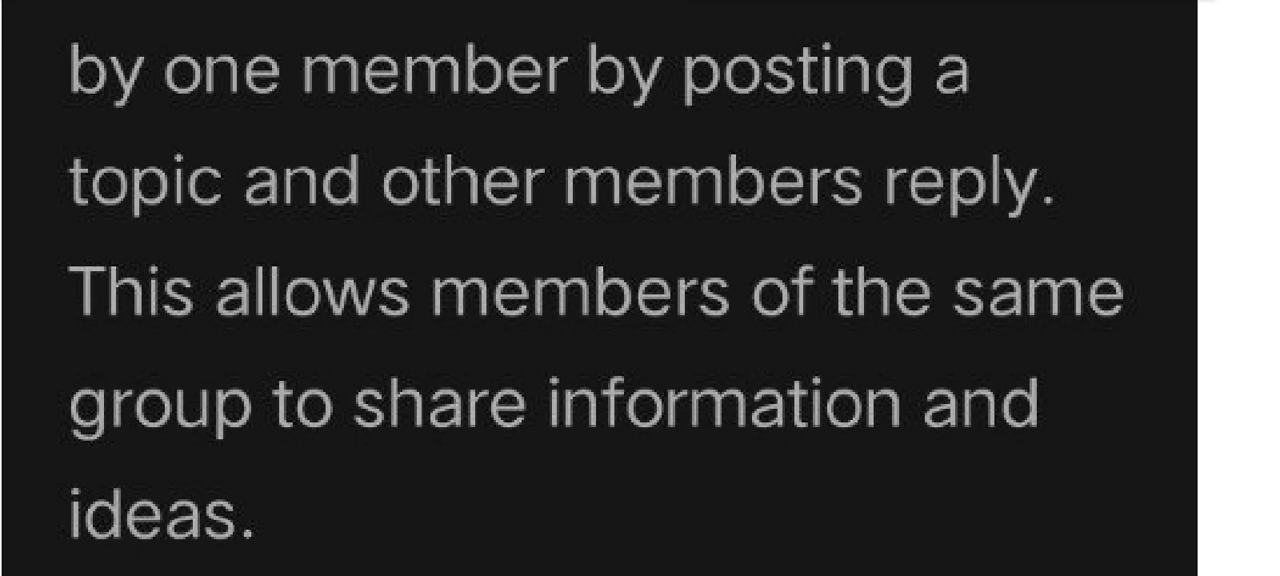 by one member by posting a
topic and other members reply.
This allows members of the same
group to share information and
ideas.